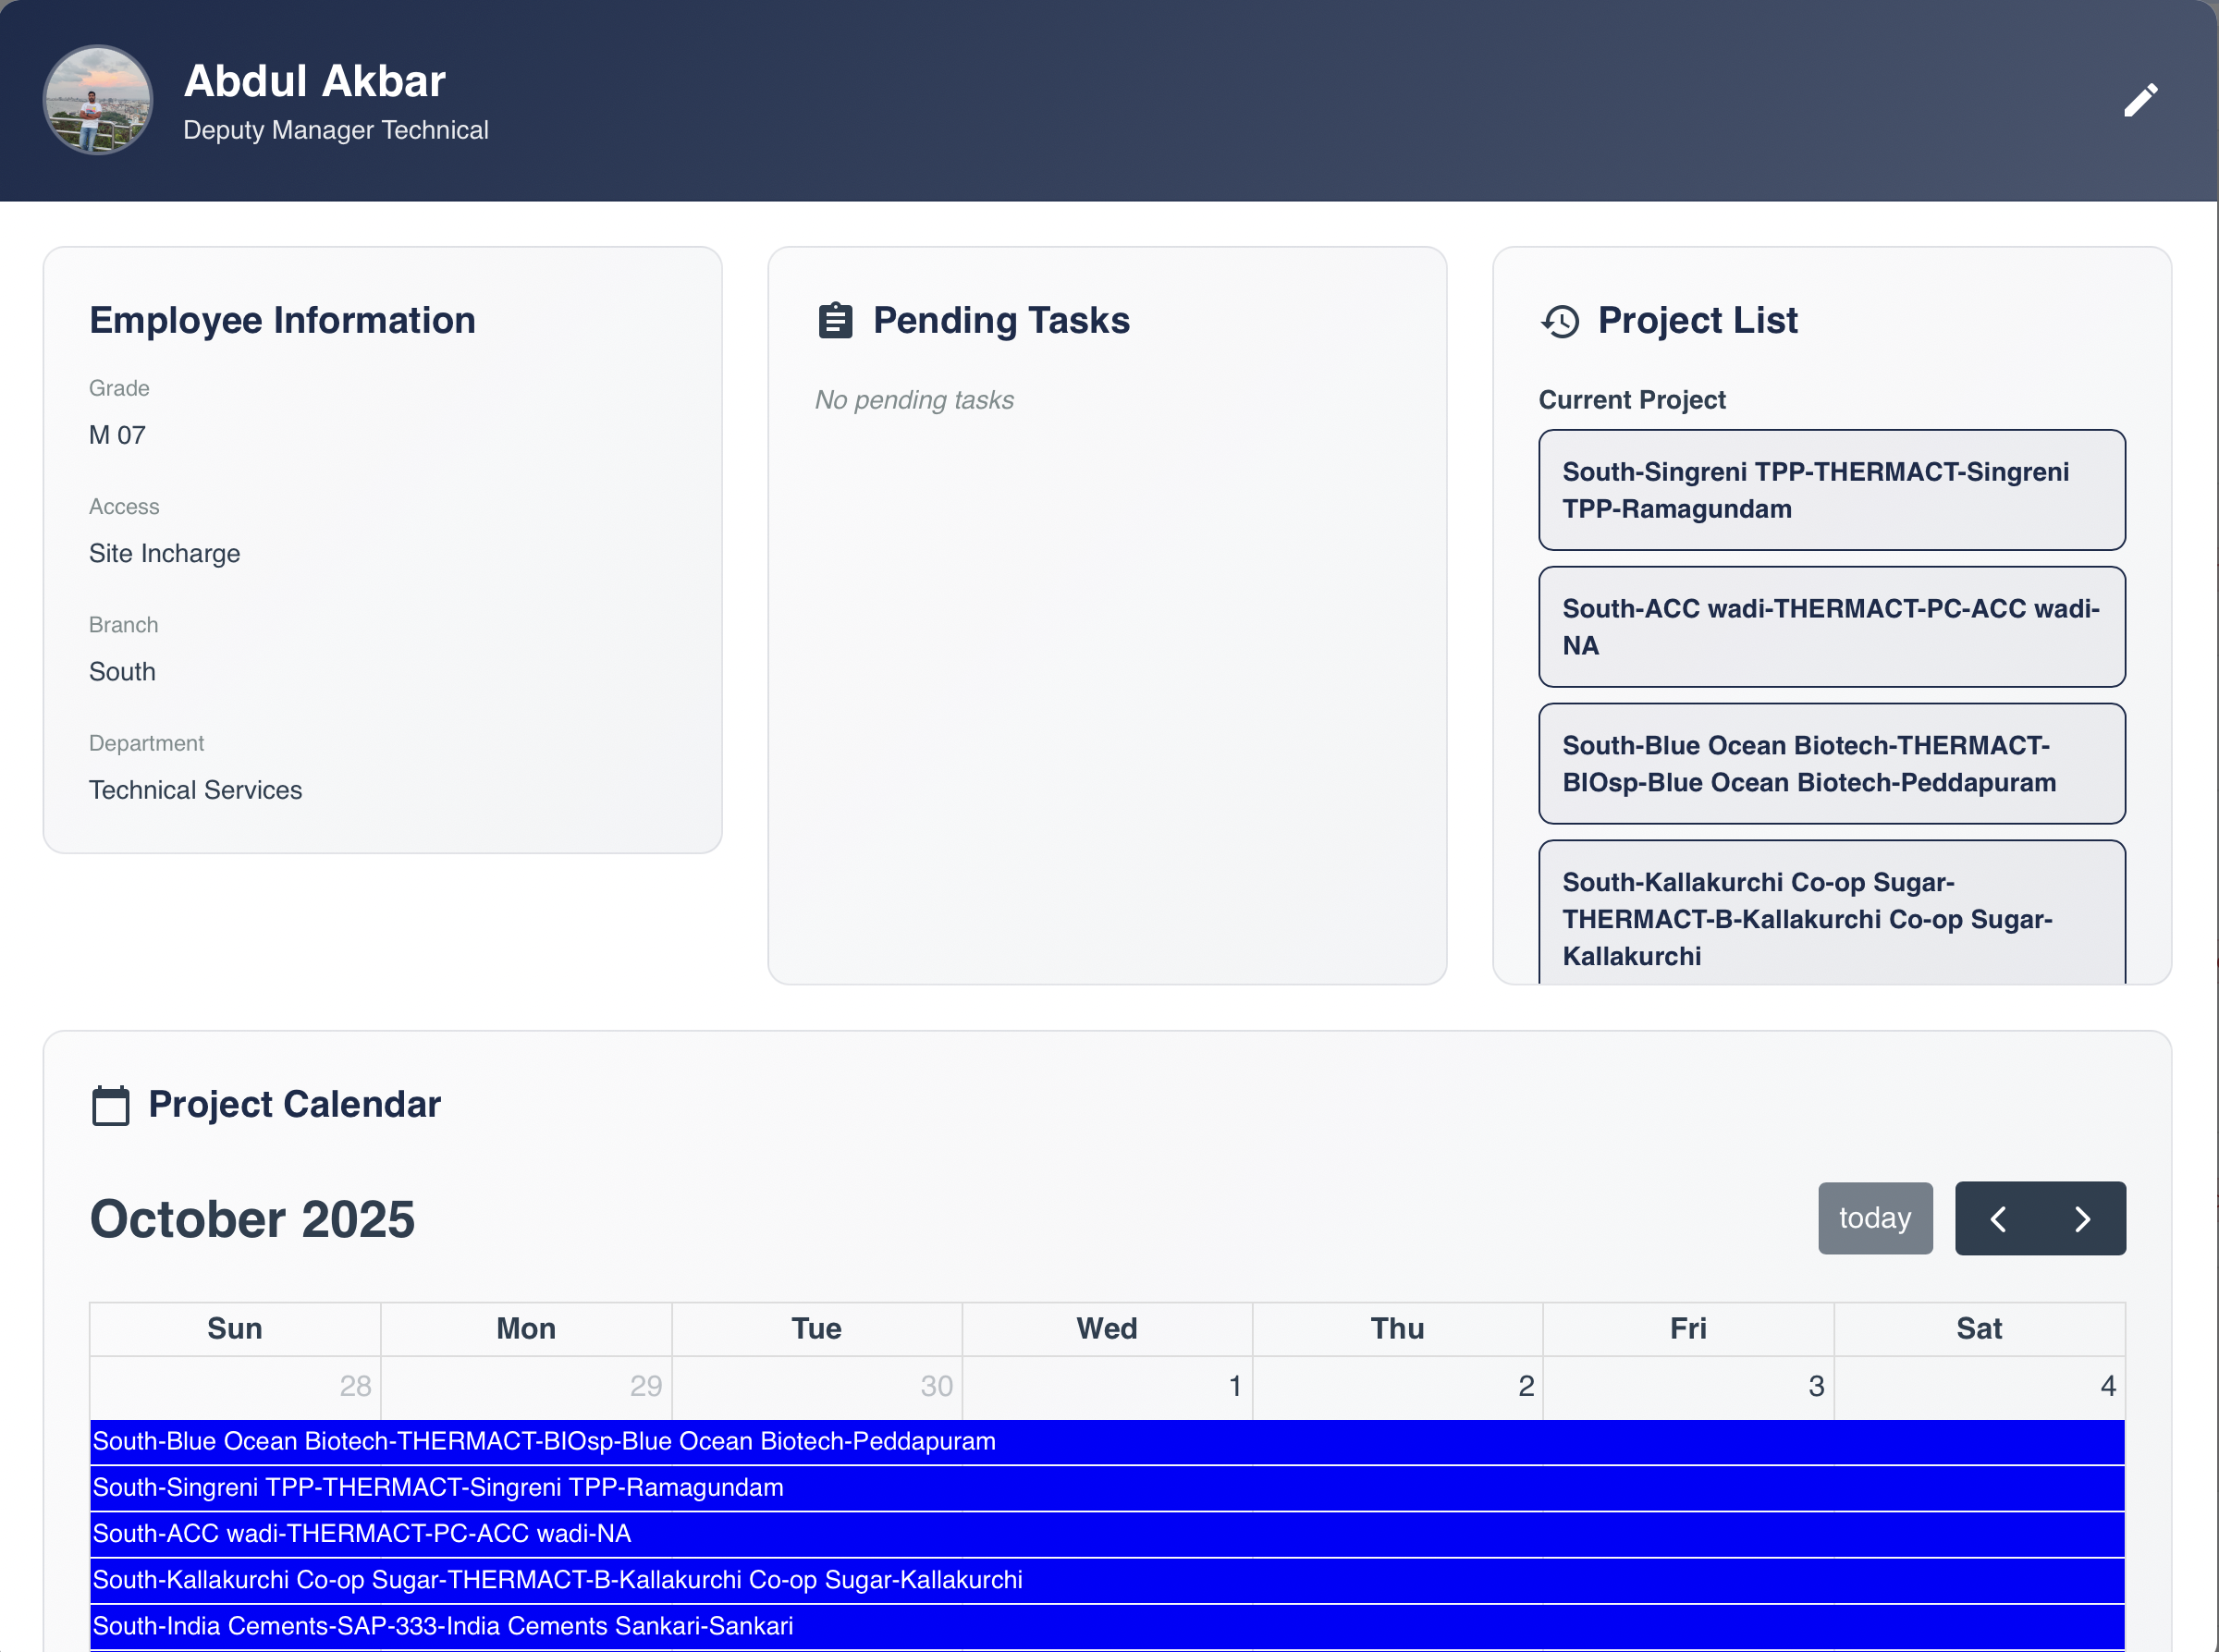 Abdul Akbar
Deputy Manager Technical
Employee Information
Grade
M 07
Access
Site Incharge
Branch
South
Department
Technical Services
Pending Tasks
No pending tasks
Project List
Current Project
South-Singreni TPP-THERMACT-Singreni
TPP-Ramagundam
South-ACC wadi-THERMACT-PC-ACC wadi-
NA
South-Blue Ocean Biotech-THERMACT-
BIOsp-Blue Ocean Biotech-Peddapuram
South-Kallakurchi Co-op Sugar-
THERMACT-B-Kallakurchi Co-op Sugar-
Kallakurchi
Project Calendar
October 2025
today
Sun Mon Tue Wed Thu Fri Sat
28 29 30 1 2 3 4
South-Blue Ocean Biotech-THERMACT-BIOsp-Blue Ocean Biotech-Peddapuram
South-Singreni TPP-THERMACT-Singreni TPP-Ramagundam
South-ACC wadi-THERMACT-PC-ACC wadi-NA
South-Kallakurchi Co-op Sugar-THERMACT-B-Kallakurchi Co-op Sugar-Kallakurchi
South-India Cements-SAP-333-India Cements Sankari-Sankari